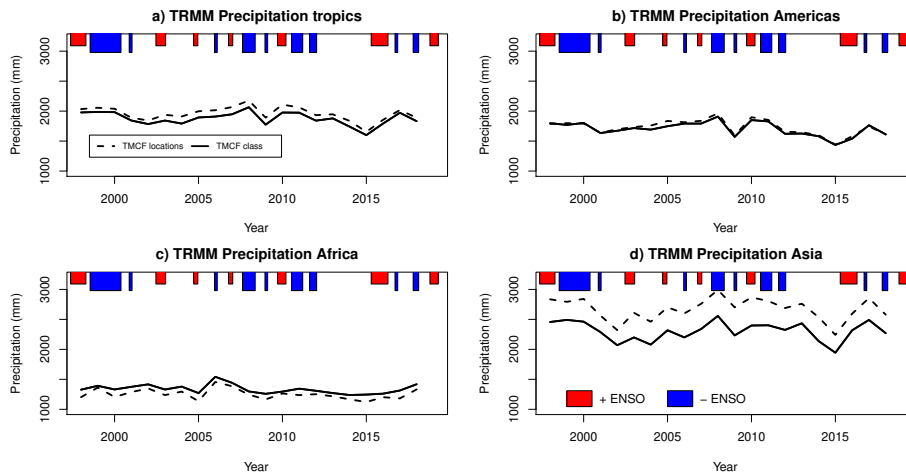 a) TRMM Precipitation tropics
Precipitation (mm)
1000 2000 3000
TMCF locations TMCF class
2000 2005 2010 2015
Year
b) TRMM Precipitation Americas
Precipitation (mm)
1000 2000 3000
2000 2005 2010 2015
Year
c) TRMM Precipitation Africa
Precipitation (mm)
1000 2000 3000
2000 2005 2010 2015
Year
d) TRMM Precipitation Asia
Precipitation (mm)
1000 2000 3000
+ ENSO − ENSO
2000 2005 2010 2015
Year